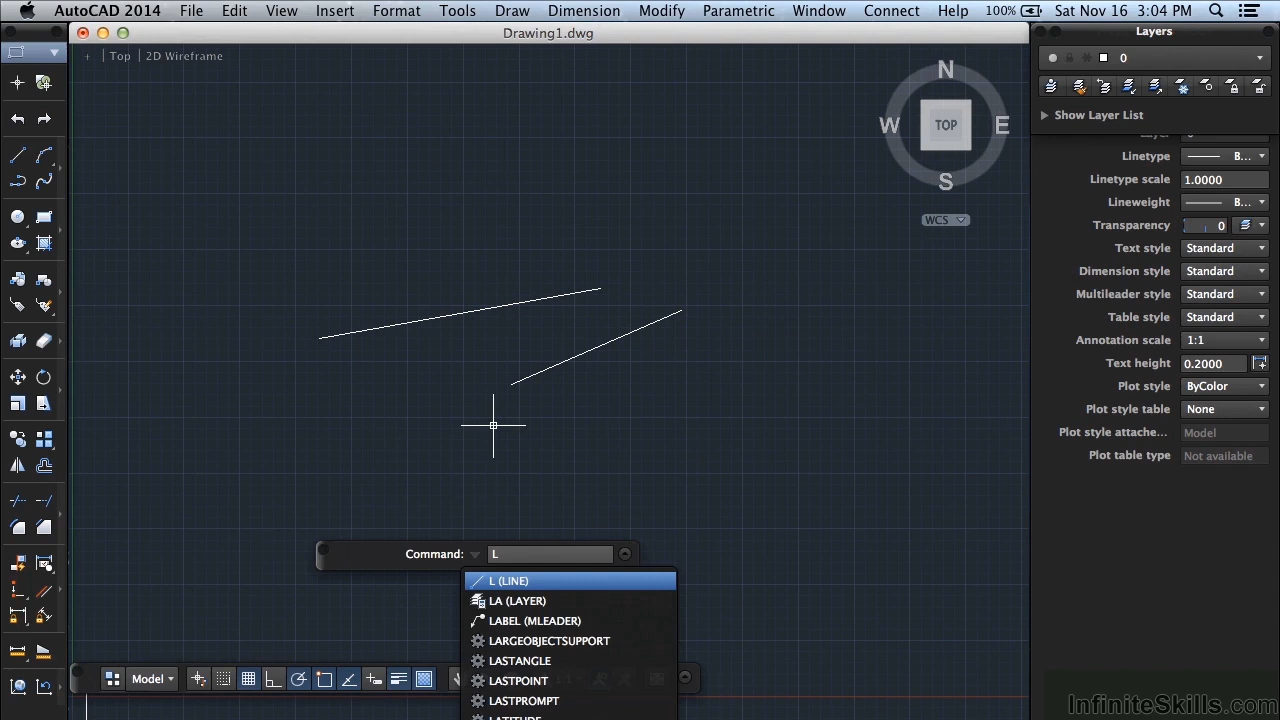 AutoCAD 2014 File Edit View Insert Format Tools Draw Dimension Modify Parametric Window Connect Help 100% Sat Nov 16 3:04 PM
Drawing1.dwg
Layers
+ Top 2D Wireframe
0
Show Layer List
N
W TOP E
S
WCS
Linetype B...
Linetype scale 1.0000
Lineweight B...
Transparency 0
Text style Standard
Dimension style Standard
Multileader style Standard
Table style Standard
Annotation scale 1:1
Text height 0.2000
Plot style ByColor
Plot style table None
Plot style attache... Model
Plot table type Not available
Command: L
L (LINE)
LA (LAYER)
LABEL (MLEADER)
LARGEOBJECTSUPPORT
LASTANGLE
LASTPOINT
LASTPROMPT
LATITUDE
Model
InfiniteSkills.com